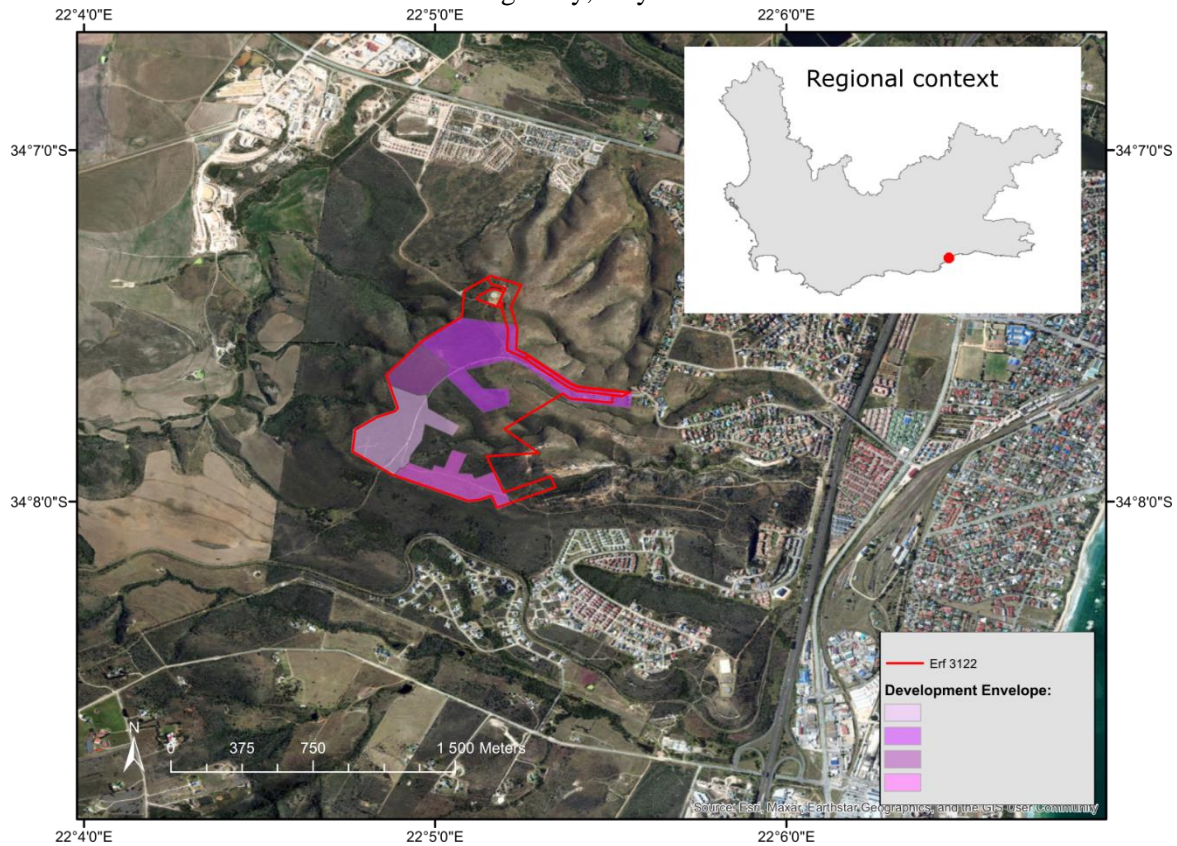 22°4'0"E 22°5'0"E 22°6'0"E
Regional context
34°7'0"S 34°7'0"S
34°8'0"S 34°8'0"S
Erf 3122
Development Envelope:
N
0 375 750 1 500 Meters
Source: Esri, Maxar, Earthstar Geographics, and the GIS User Community
22°4'0"E 22°5'0"E 22°6'0"E